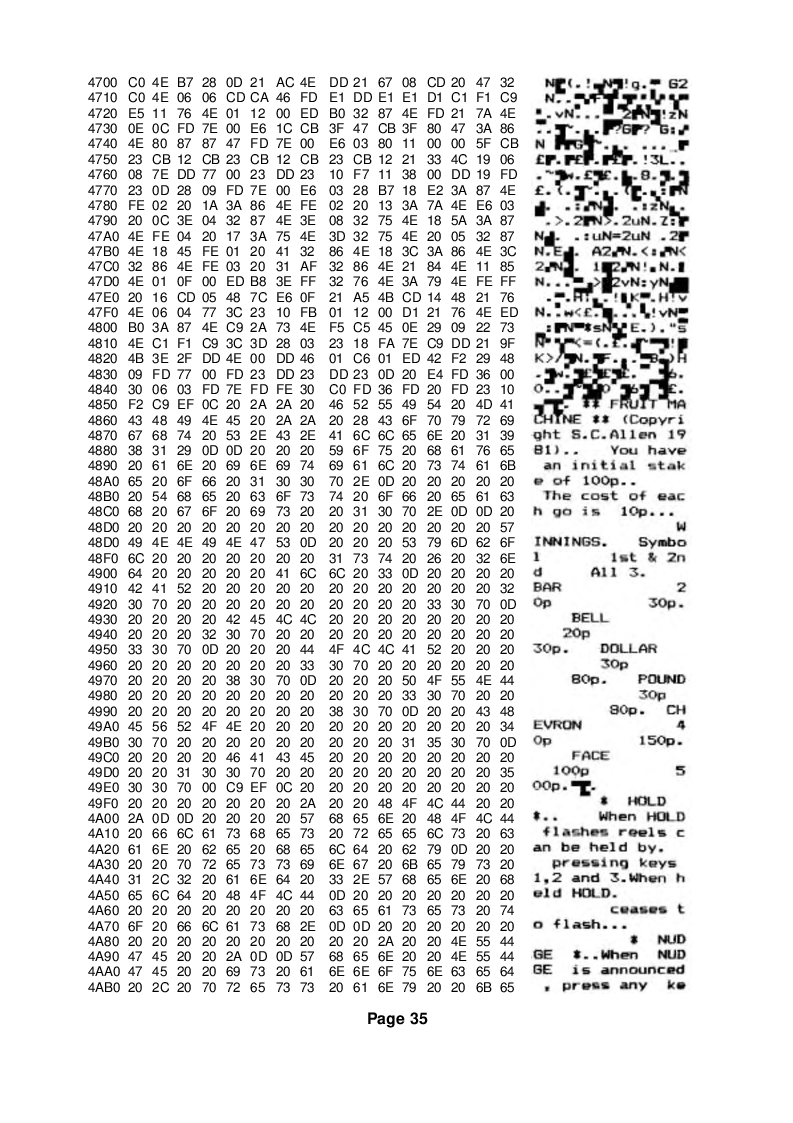 4700 C0 4E B7 28 0D 21 AC 4E DD 21 67 08 CD 20 47 32
4710 C0 4E 06 06 CD CA 46 FD E1 DD E1 E1 D1 C1 F1 C9
4720 E5 11 76 4E 01 12 00 ED B0 32 87 4E FD 21 7A 4E
4730 0E 0C FD 7E 00 E6 1C CB 3F 47 CB 3F 80 47 3A 86
4740 4E 80 87 87 47 FD 7E 00 E6 03 80 11 00 00 5F CB
4750 23 CB 12 CB 23 CB 12 CB 23 CB 12 21 33 4C 19 06
4760 08 7E DD 77 00 23 DD 23 10 F7 11 38 00 DD 19 FD
4770 23 0D 28 09 FD 7E 00 E6 03 28 B7 18 E2 3A 87 4E
4780 FE 02 20 1A 3A 86 4E FE 02 20 13 3A 7A 4E E6 03
4790 20 0C 3E 04 32 87 4E 3E 08 32 75 4E 18 5A 3A 87
47A0 4E FE 04 20 17 3A 75 4E 3D 32 75 4E 20 05 32 87
47B0 4E 18 45 FE 01 20 41 32 86 4E 18 3C 3A 86 4E 3C
47C0 32 86 4E FE 03 20 31 AF 32 86 4E 21 84 4E 11 85
47D0 4E 01 0F 00 ED B8 3E FF 32 76 4E 3A 79 4E FE FF
47E0 20 16 CD 05 48 7C E6 0F 21 A5 4B CD 14 48 21 76
47F0 4E 06 04 77 3C 23 10 FB 01 12 00 D1 21 76 4E ED
4800 B0 3A 87 4E C9 2A 73 4E F5 C5 45 0E 29 09 22 73
4810 4E C1 F1 C9 3C 3D 28 03 23 18 FA 7E C9 DD 21 9F
4820 4B 3E 2F DD 4E 00 DD 46 01 C6 01 ED 42 F2 29 48
4830 09 FD 77 00 FD 23 DD 23 DD 23 0D 20 E4 FD 36 00
4840 30 06 03 FD 7E FD FE 30 C0 FD 36 FD 20 FD 23 10
4850 F2 C9 EF 0C 20 2A 2A 20 46 52 55 49 54 20 4D 41 ** FRUIT MA
4860 43 48 49 4E 45 20 2A 2A 20 28 43 6F 70 79 72 69 CHINE ** (Copyri
4870 67 68 74 20 53 2E 43 2E 41 6C 6C 65 6E 20 31 39 ght S.C.Allen 19
4880 38 31 29 0D 0D 20 20 20 59 6F 75 20 68 61 76 65 81).. You have
4890 20 61 6E 20 69 6E 69 74 69 61 6C 20 73 74 61 6B an initial stak
48A0 65 20 6F 66 20 31 30 30 70 2E 0D 20 20 20 20 20 e of 100p..
48B0 20 54 68 65 20 63 6F 73 74 20 6F 66 20 65 61 63 The cost of eac
48C0 68 20 67 6F 20 69 73 20 20 31 30 70 2E 0D 0D 20 h go is 10p...
48D0 20 20 20 20 20 20 20 20 20 20 20 20 20 20 20 57 W
48D0 49 4E 4E 49 4E 47 53 0D 20 20 20 53 79 6D 62 6F INNINGS. Symbo
48F0 6C 20 20 20 20 20 20 20 31 73 74 20 26 20 32 6E l 1st & 2n
4900 64 20 20 20 20 20 41 6C 6C 20 33 0D 20 20 20 20 d All 3.
4910 42 41 52 20 20 20 20 20 20 20 20 20 20 20 20 32 BAR 2
4920 30 70 20 20 20 20 20 20 20 20 20 20 33 30 70 0D 0p 30p.
4930 20 20 20 20 42 45 4C 4C 20 20 20 20 20 20 20 20 BELL
4940 20 20 20 32 30 70 20 20 20 20 20 20 20 20 20 20 20p
4950 33 30 70 0D 20 20 20 44 4F 4C 4C 41 52 20 20 20 30p. DOLLAR
4960 20 20 20 20 20 20 20 33 30 70 20 20 20 20 20 20 30p
4970 20 20 20 20 38 30 70 0D 20 20 20 50 4F 55 4E 44 80p. POUND
4980 20 20 20 20 20 20 20 20 20 20 20 33 30 70 20 20 30p
4990 20 20 20 20 20 20 20 20 38 30 70 0D 20 20 43 48 80p. CH
49A0 45 56 52 4F 4E 20 20 20 20 20 20 20 20 20 20 34 EVRON 4
49B0 30 70 20 20 20 20 20 20 20 20 20 31 35 30 70 0D 0p 150p.
49C0 20 20 20 20 46 41 43 45 20 20 20 20 20 20 20 20 FACE
49D0 20 20 31 30 30 70 20 20 20 20 20 20 20 20 20 35 100p 5
49E0 30 30 70 00 C9 EF 0C 20 20 20 20 20 20 20 20 20 00p.
49F0 20 20 20 20 20 20 20 2A 20 20 48 4F 4C 44 20 20 * HOLD
4A00 2A 0D 0D 20 20 20 20 57 68 65 6E 20 48 4F 4C 44 *.. When HOLD
4A10 20 66 6C 61 73 68 65 73 20 72 65 65 6C 73 20 63 flashes reels c
4A20 61 6E 20 62 65 20 68 65 6C 64 20 62 79 0D 20 20 an be held by.
4A30 20 20 70 72 65 73 73 69 6E 67 20 6B 65 79 73 20 pressing keys
4A40 31 2C 32 20 61 6E 64 20 33 2E 57 68 65 6E 20 68 1,2 and 3.When h
4A50 65 6C 64 20 48 4F 4C 44 0D 20 20 20 20 20 20 20 eld HOLD.
4A60 20 20 20 20 20 20 20 20 63 65 61 73 65 73 20 74 ceases t
4A70 6F 20 66 6C 61 73 68 2E 0D 0D 20 20 20 20 20 20 o flash...
4A80 20 20 20 20 20 20 20 20 20 20 2A 20 20 4E 55 44 * NUD
4A90 47 45 20 20 2A 0D 0D 57 68 65 6E 20 20 4E 55 44 GE *..When NUD
4AA0 47 45 20 20 69 73 20 61 6E 6E 6F 75 6E 63 65 64 GE is announced
4AB0 20 2C 20 70 72 65 73 73 20 61 6E 79 20 20 6B 65 , press any ke
Page 35